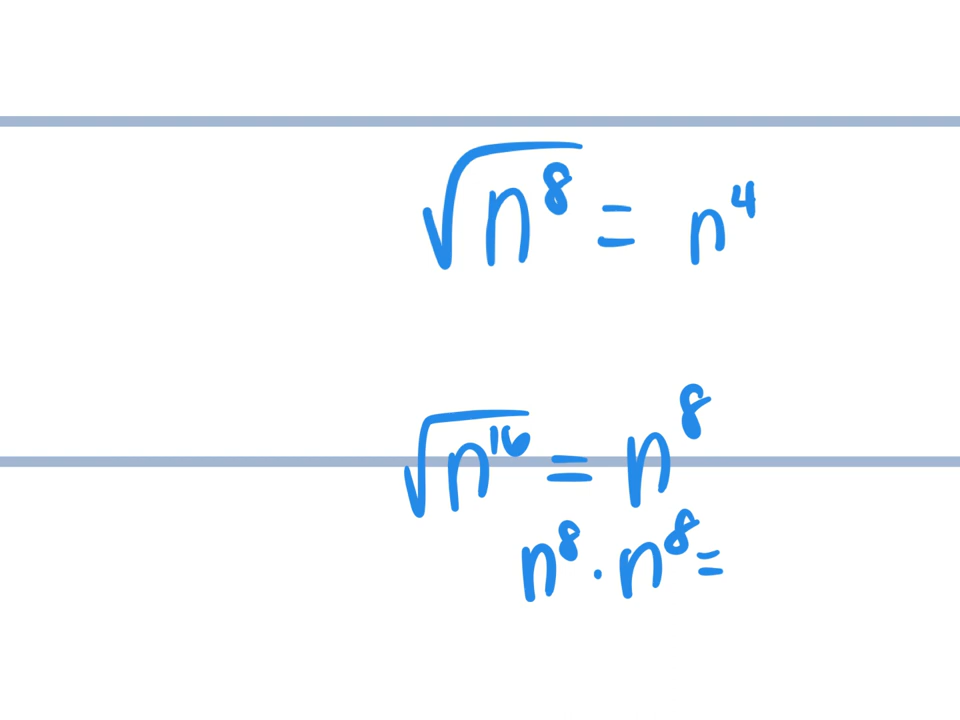 √n⁸ = n⁴
√n¹⁶ = n⁸
n⁸ · n⁸ =